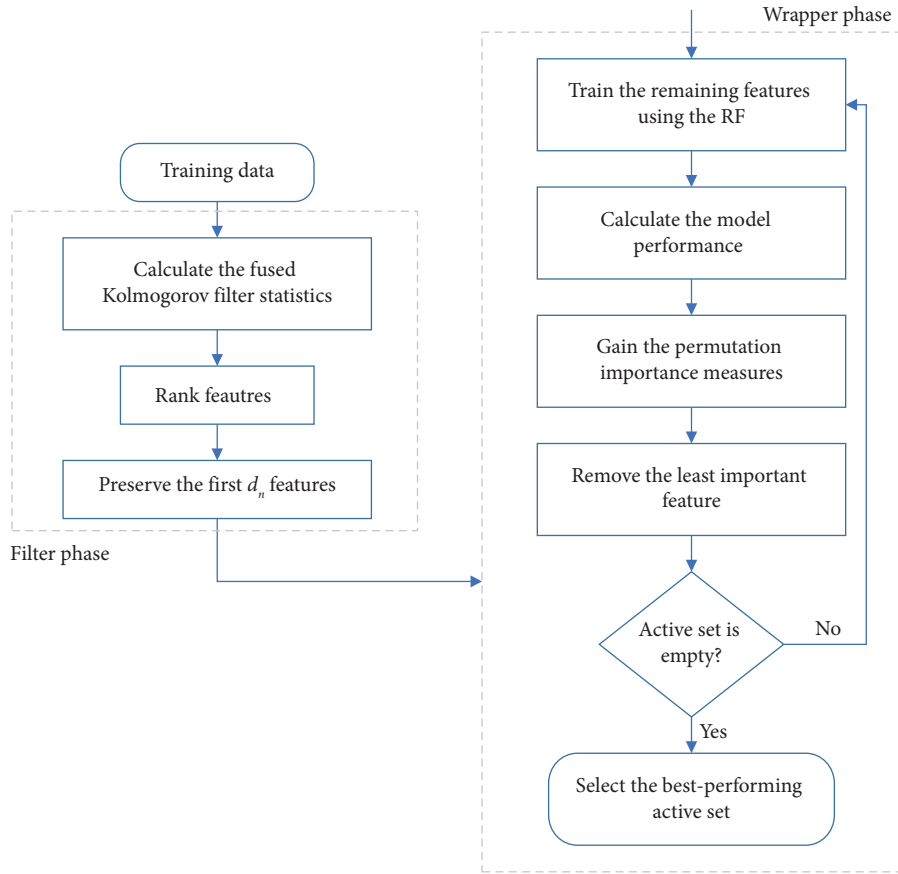 Training data
Calculate the fused
Kolmogorov filter statistics
Rank feautres
Preserve the first dₙ features
Filter phase
Wrapper phase
Train the remaining features
using the RF
Calculate the model
performance
Gain the permutation
importance measures
Remove the least important
feature
Active set is
empty?
No
Yes
Select the best-performing
active set